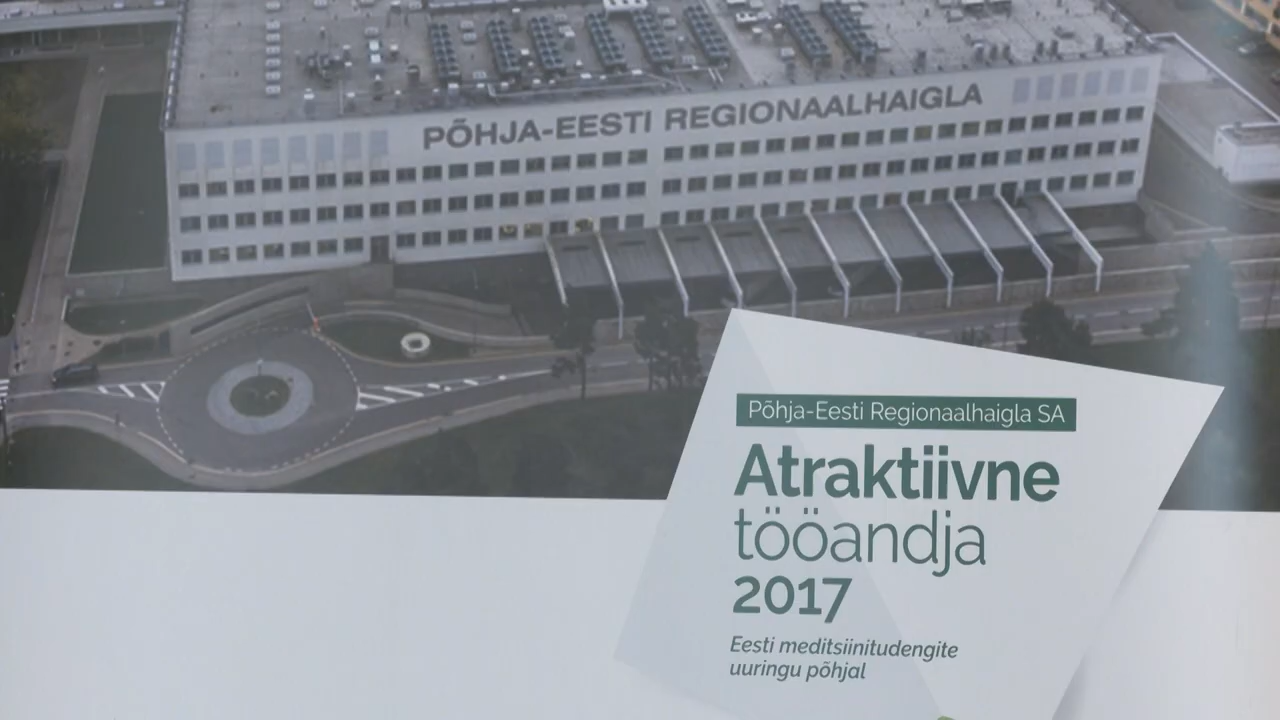 PÕHJA-EESTI REGIONAALHAIGLA
Põhja-Eesti Regionaalhaigla SA
Atraktiivne
tööandja
2017
Eesti meditsiinitudengite
uuringu põhjal